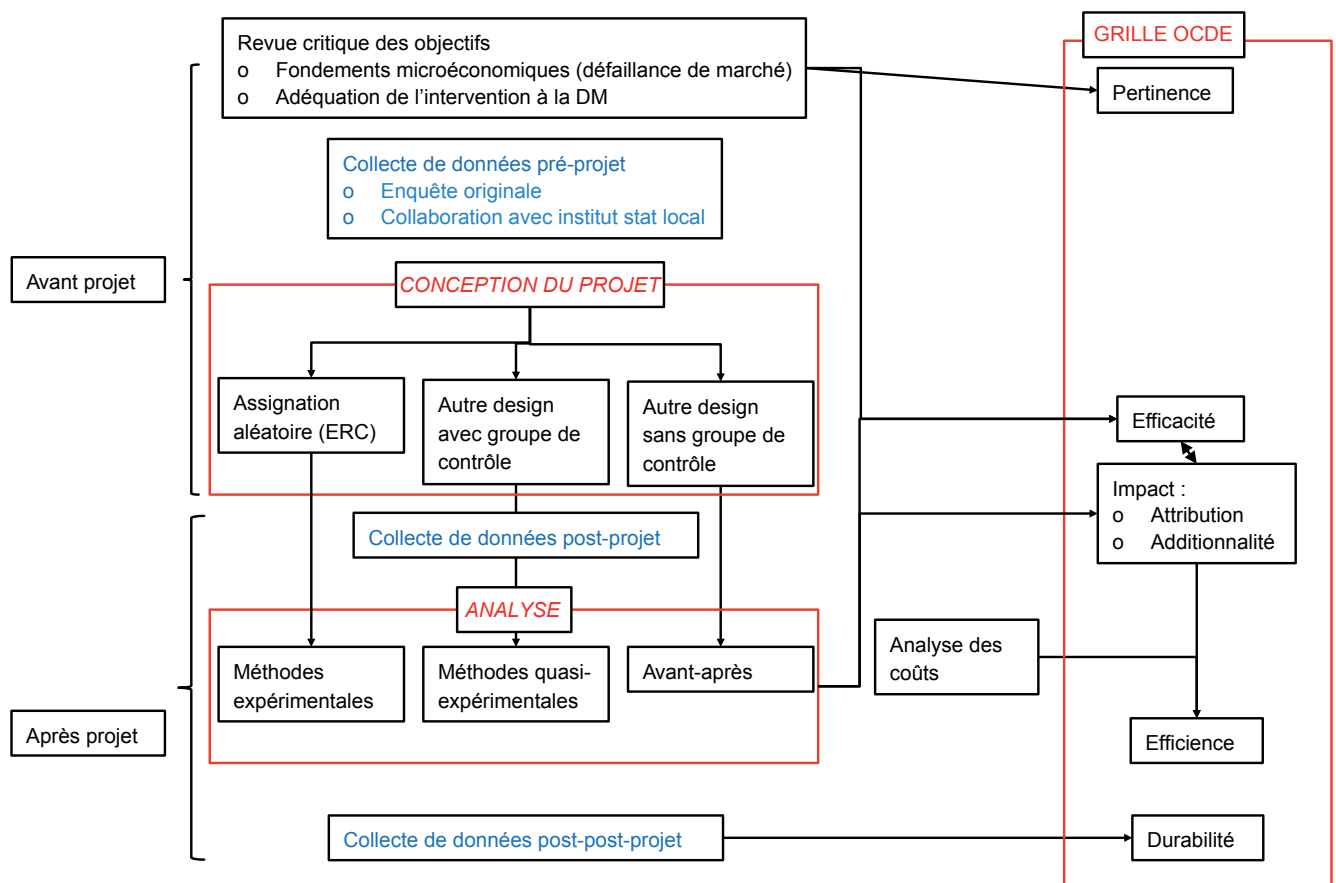 Revue critique des objectifs
o Fondements microéconomiques (défaillance de marché)
o Adéquation de l'intervention à la DM
GRILLE OCDE
Pertinence
Collecte de données pré-projet
o Enquête originale
o Collaboration avec institut stat local
Avant projet
CONCEPTION DU PROJET
Assignation
aléatoire (ERC)
Autre design
avec groupe de
contrôle
Autre design
sans groupe de
contrôle
Efficacité
Impact :
o Attribution
o Additionnalité
Collecte de données post-projet
ANALYSE
Méthodes
expérimentales
Méthodes quasi-
expérimentales
Avant-après
Analyse des
coûts
Après projet
Efficience
Collecte de données post-post-projet
Durabilité